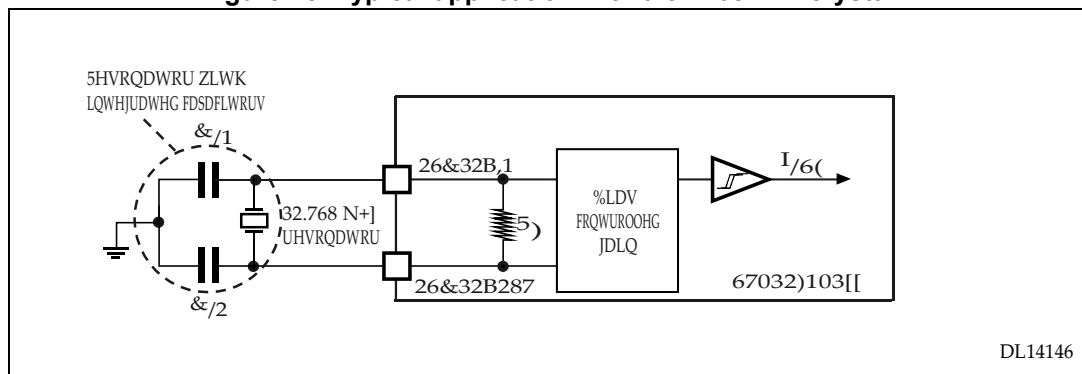 5HVRQDWRU ZLWK
LQWHJUDWHG FDSDFLWRUV
&/1
26&32B,1
I/6(
%LDV
FRQWUROOHG
JDLQ
32.768 N+]
UHVRQDWRU
5)
26&32B287
67032)103[[
&/2
DL14146